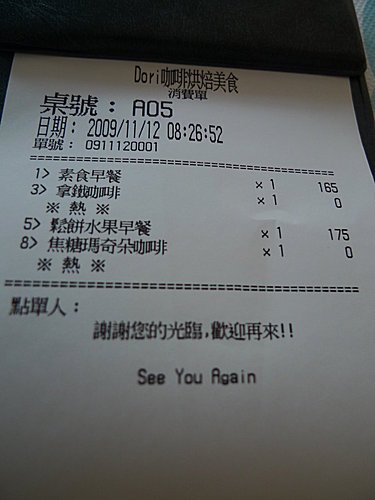 Dori咖啡烘焙美食
消費單
桌號：A05
日期：2009/11/12 08:26:52
單號：0911120001
1> 素食早餐 ×1 165
3> 拿鐵咖啡 ×1 0
※ 熱 ※
5> 鬆餅水果早餐 ×1 175
8> 焦糖瑪奇朵咖啡 ×1 0
※ 熱 ※
點單人：
謝謝您的光臨,歡迎再來!!
See You Again